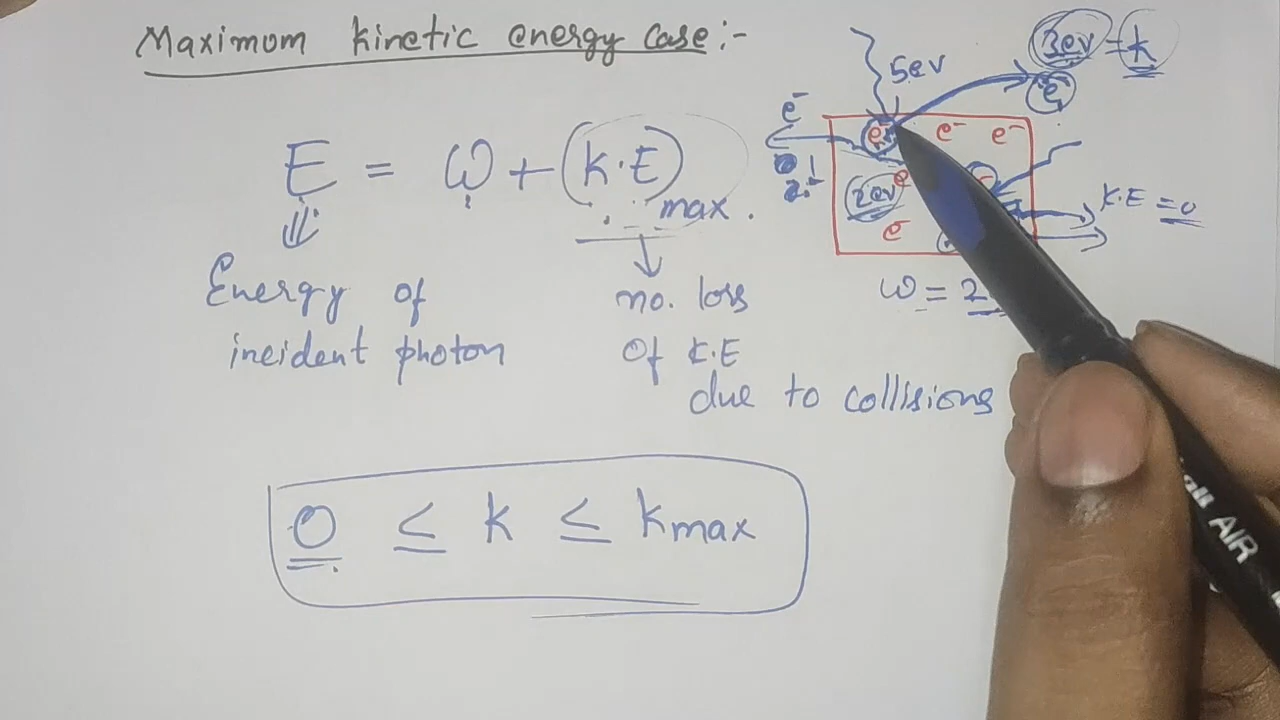 Maximum kinetic energy case :-
E = ω + (K.E)max.
Energy of
incident photon
no. loss
of K.E
due to collisions
0 ≤ k ≤ kmax
5ev
3ev = k
e⁻
e⁻
e⁻ e⁻ e⁻
2ev e
e⁻
K.E = 0
ω = 2
AIR